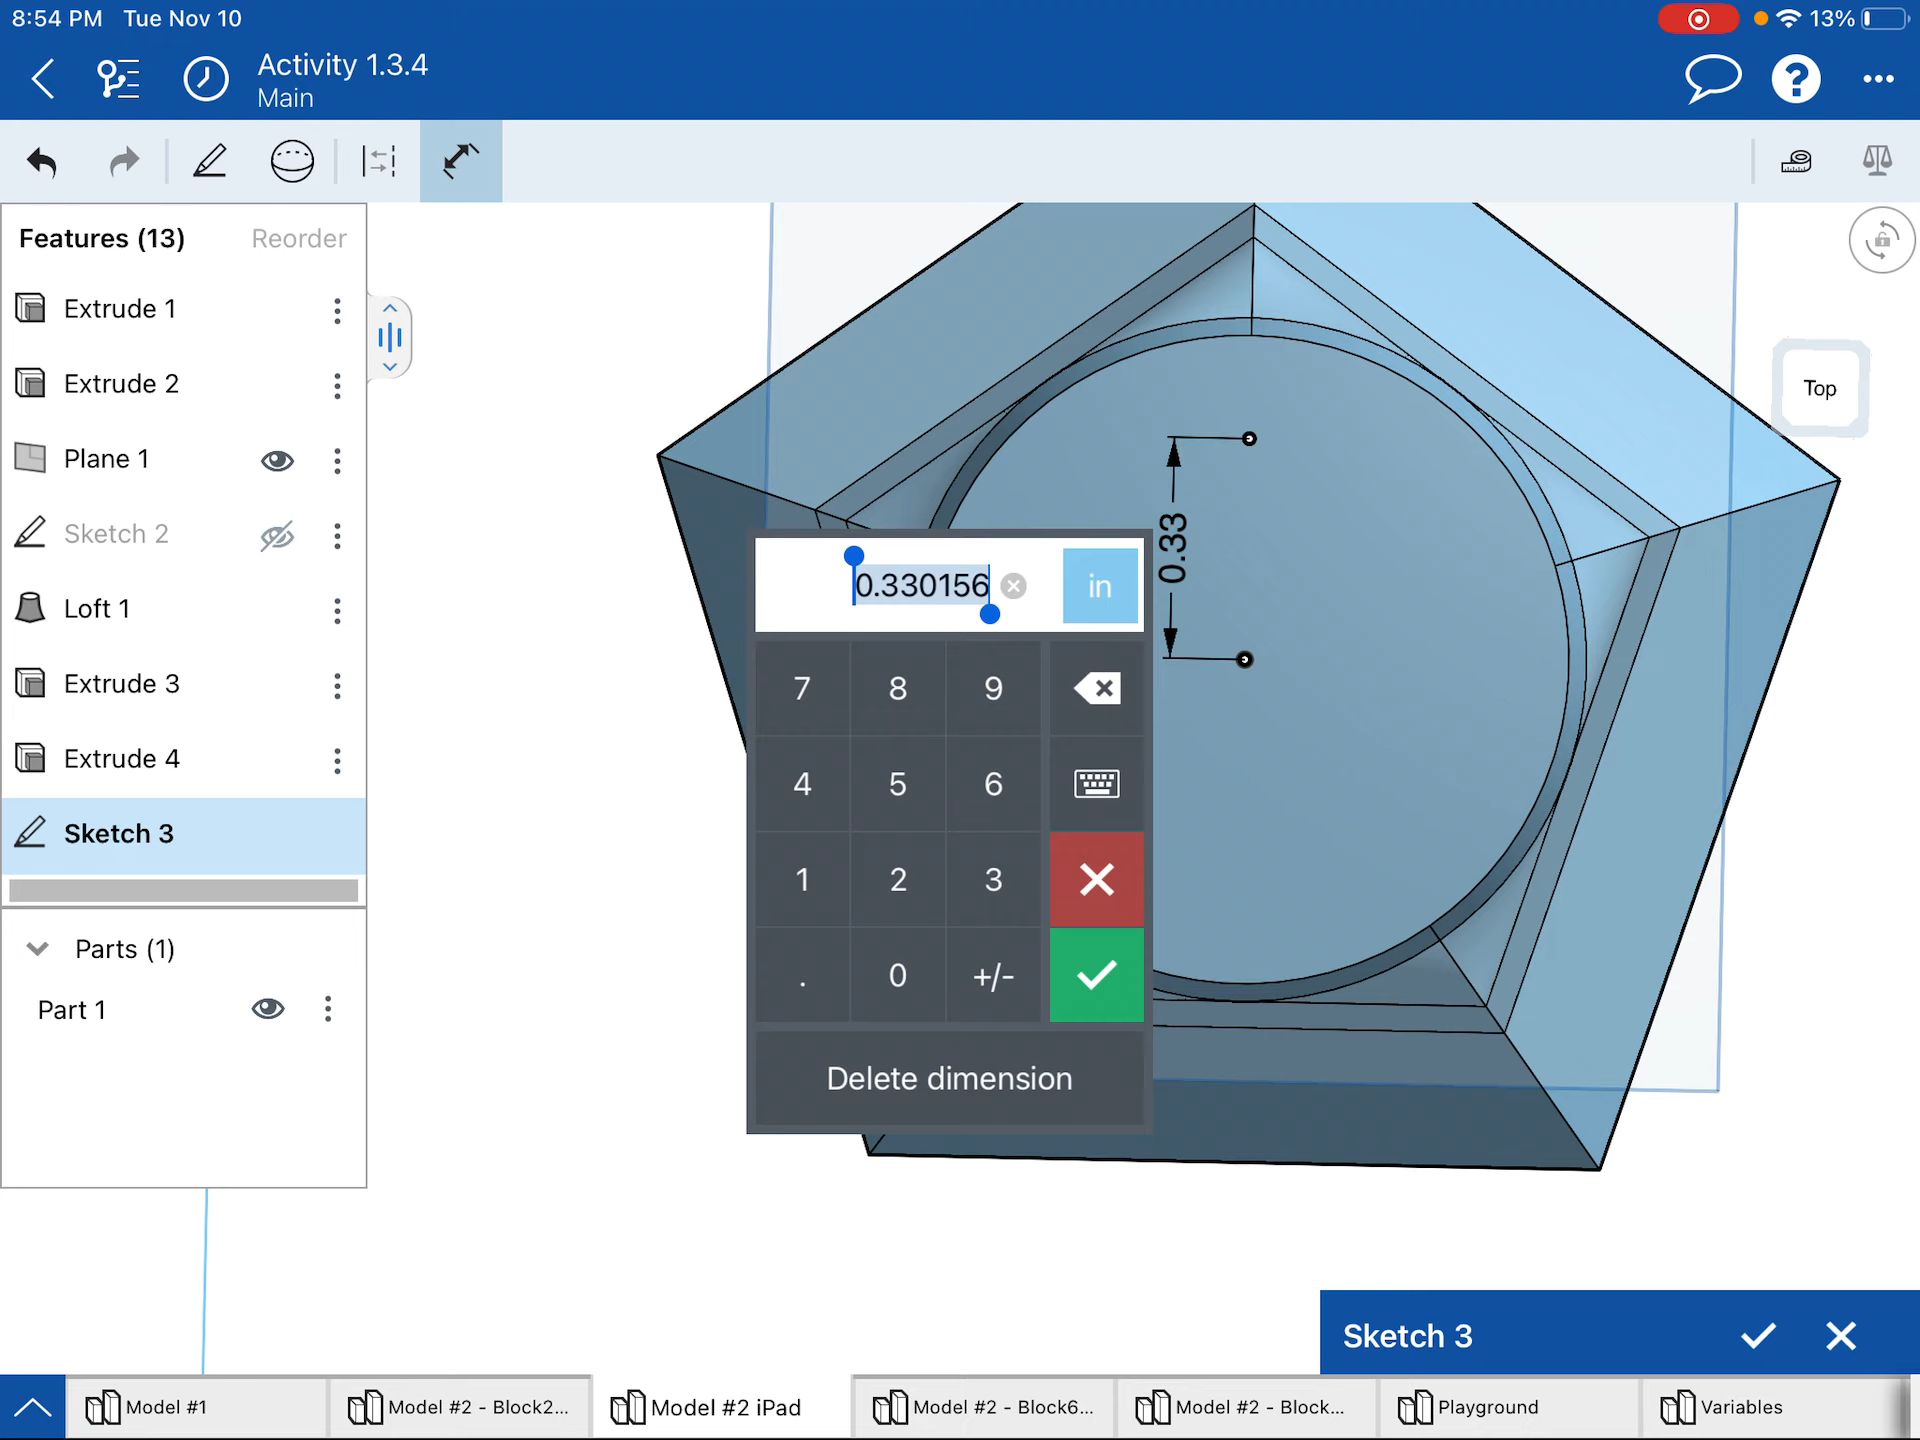 8:54 PM Tue Nov 10
13%
Activity 1.3.4
Main
Features (13) Reorder
Extrude 1
Extrude 2
Plane 1
Sketch 2
Loft 1
Extrude 3
Extrude 4
Sketch 3
Parts (1)
Part 1
Top
0.33
0.330156 in
7 8 9
4 5 6
1 2 3
. 0 +/-
Delete dimension
Sketch 3
Model #1
Model #2 - Block2...
Model #2 iPad
Model #2 - Block6...
Model #2 - Block...
Playground
Variables